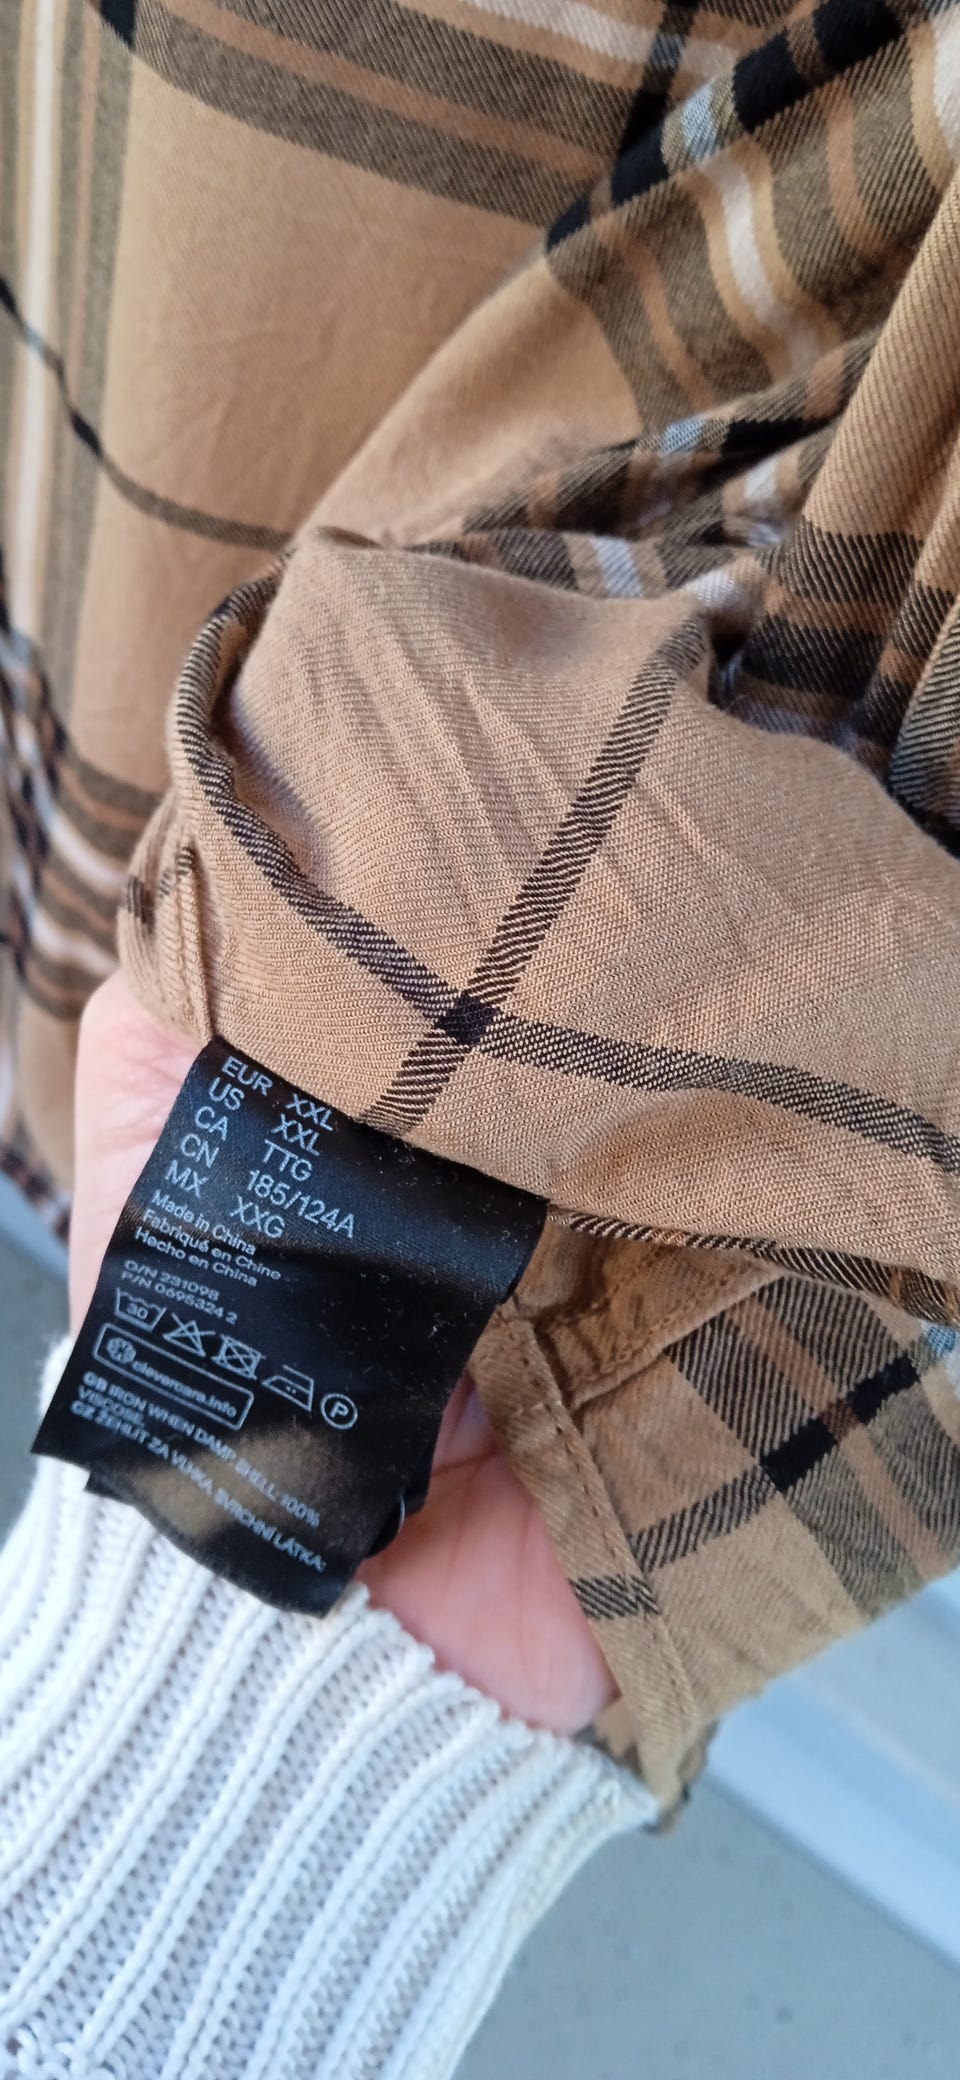 EUR XXL
US XXL
CA TTG
CN 185/124A
MX XXG
Made in China
Fabriqué en Chine
Hecho en China
O/N 231098
P/N 0695324 2
30
P
clevercare.info
GB IRON WHEN DAMP. SHELL 100%
VISCOSE,
CZ ŽEHLIT ZA VLHKA. SVRCHNÍ LÁTKA: